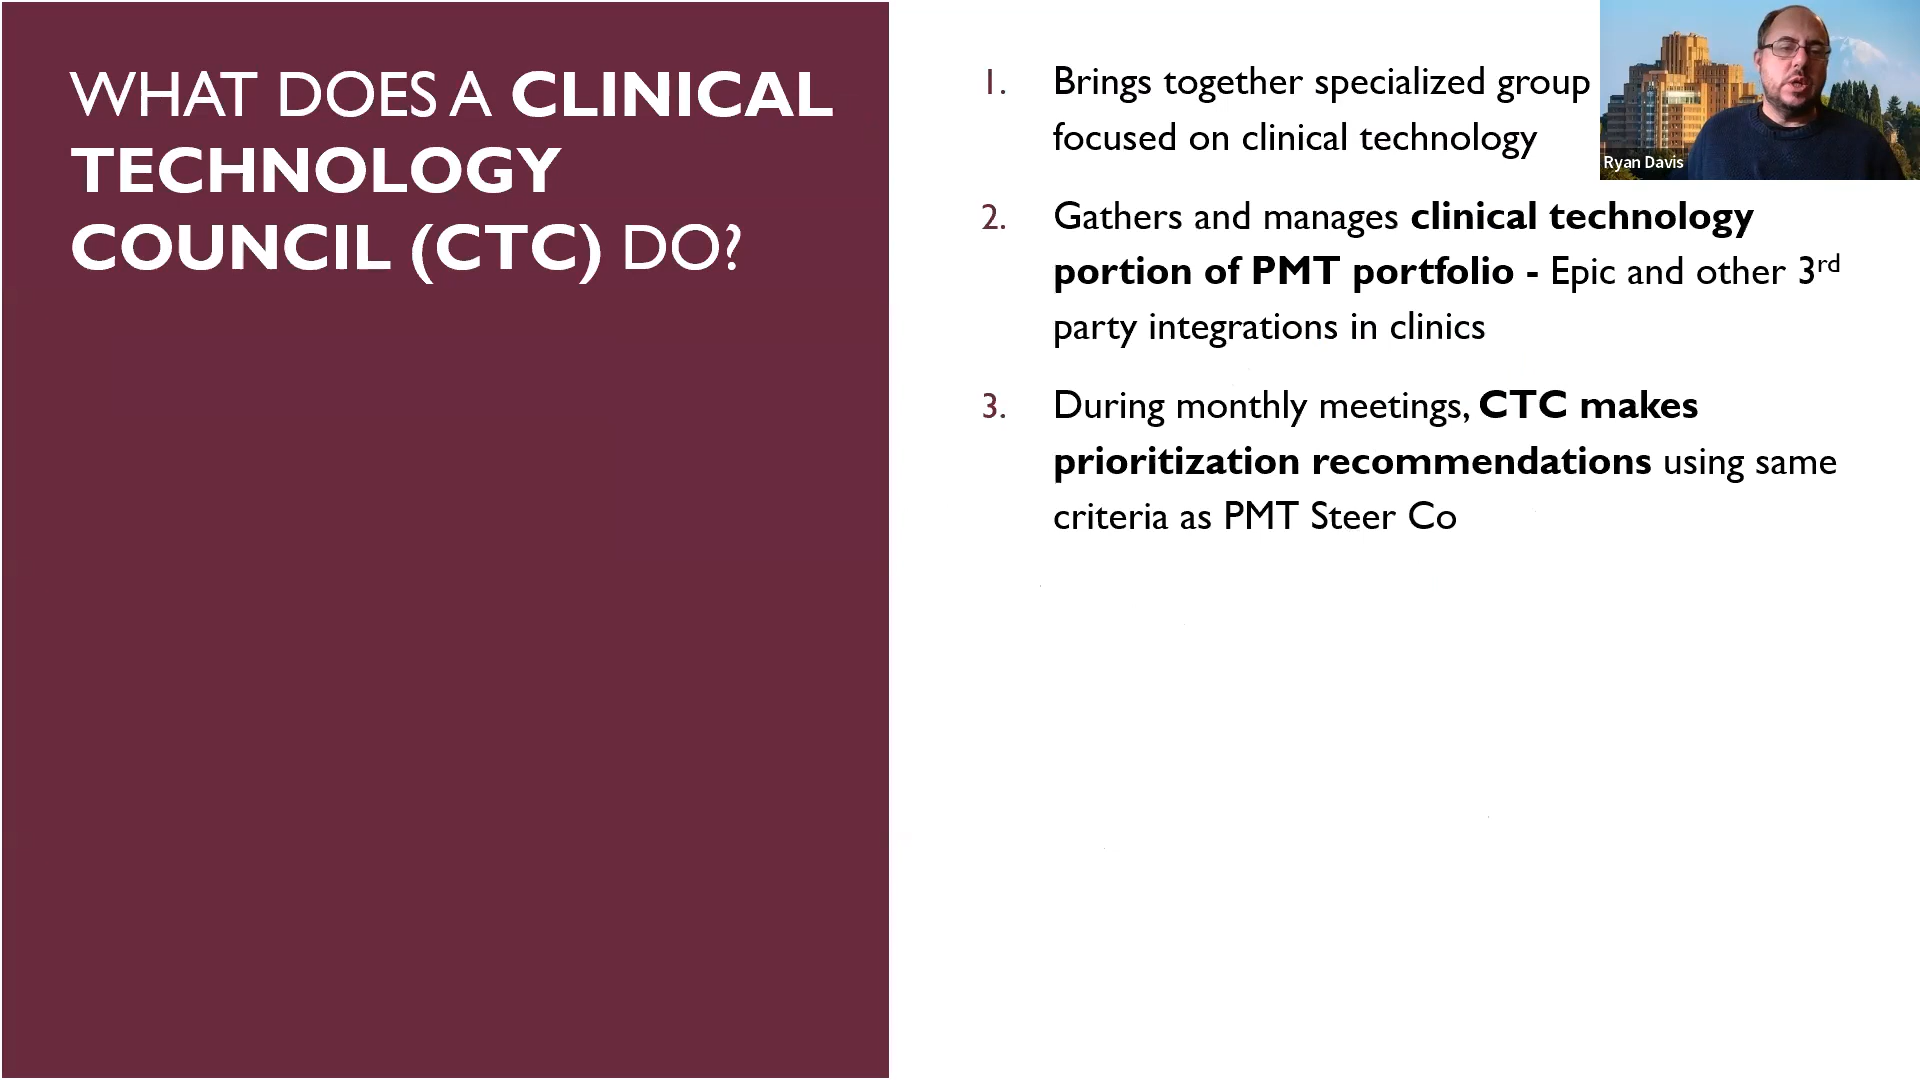 WHAT DOES A CLINICAL
TECHNOLOGY
COUNCIL (CTC) DO?
1. Brings together specialized group
focused on clinical technology
2. Gathers and manages clinical technology
portion of PMT portfolio - Epic and other 3rd
party integrations in clinics
3. During monthly meetings, CTC makes
prioritization recommendations using same
criteria as PMT Steer Co
Ryan Davis